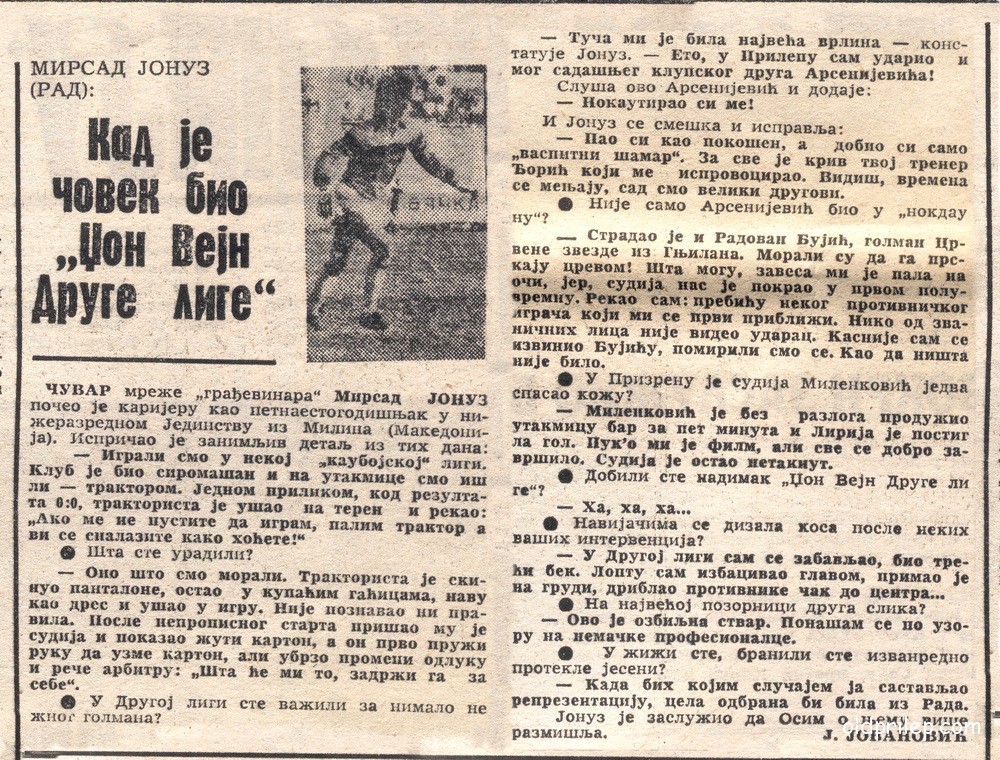 МИРСАД ЈОНУЗ
(РАД):
Кад је
човек био
„Џон Вејн
Друге лиге“
ЧУВАР мреже „грађевинара“ Мирсад ЈОНУЗ
почео је каријеру као петнаестогодишњак у ни-
жеразредном Јединству из Милина (Македони-
ја). Испричао је занимљив детаљ из тих дана:
— Играли смо у некој „каубојској“ лиги.
Клуб је био сиромашан и на утакмице смо иш
ли — трактором. Једном приликом, код резулта-
та 0:0, тракториста је ушао на терен и рекао:
„Ако ме не пустите да играм, палим трактор а
ви се сналазите како хоћете!“
● Шта сте урадили?
— Оно што смо морали. Тракториста је ски-
нуо панталоне, остао у купаћим гаћицама, наву
као дрес и ушао у игру. Није познавао ни пра-
вила. После непрописног старта пришао му је
судија и показао жути картон, а он прво пружи
руку да узме картон, али убрзо промени одлуку
и рече арбитру: „Шта ће ми то, задржи га за
себе“.
● У Другој лиги сте важили за нимало не
жног голмана?
— Туча ми је била највећа врлина — конс-
татује Јонуз. — Ето, у Прилепу сам ударио и
мог садашњег клупског друга Арсенијевића!
Слуша ово Арсенијевић и додаје:
— Нокаутирао си ме!
И Јонуз се смешка и исправља:
— Пао си као покошен, а добио си само
„васпитни шамар“. За све је крив твој тренер
Ђорић који ме испровоцирао. Видиш, времена
се мењају, сад смо велики другови.
● Није само Арсенијевић био у „нокдау
ну“?
— Страдао је и Радован Бујић, голман Цр-
вене звезде из Гњилана. Морали су да га прс-
кају цревом! Шта могу, завеса ми је пала на
очи, јер, судија нас је покрао у првом полу-
времну. Рекао сам: пребићу неког противничког
играча који ми се први приближи. Нико од зва-
ничних лица није видео ударац. Касније сам се
извинио Бујићу, помирили смо се. Као да ништа
није било.
● У Призрену је судија Миленковић једва
спасао кожу?
— Миленковић је без разлога продужио
утакмицу бар за пет минута и Лирија је постиг
ла гол. Пук’о ми је филм, али све се добро за-
вршило. Судија је остао нетакнут.
● Добили сте надимак „Џон Вејн Друге ли
ге“?
— Ха, ха, ха...
● Навијачима се дизала коса после неких
ваших интервенција?
— У Другој лиги сам се забављао, био тре-
ћи бек. Лопту сам избацивао главом, примао је
на груди, дриблао противнике чак до центра...
● На највећој позорници друга слика?
— Ово је озбиљна ствар. Понашам се по узо-
ру на немачке професионалце.
● У жижи сте, бранили сте изванредно
протекле јесени?
— Када бих којим случајем ја састављао
репрезентацију, цела одбрана би била из Рада.
Јонуз је заслужио да Осим о њему више
размишља.
Ј. ЈОВАНОВИЋ
oldprilep.com